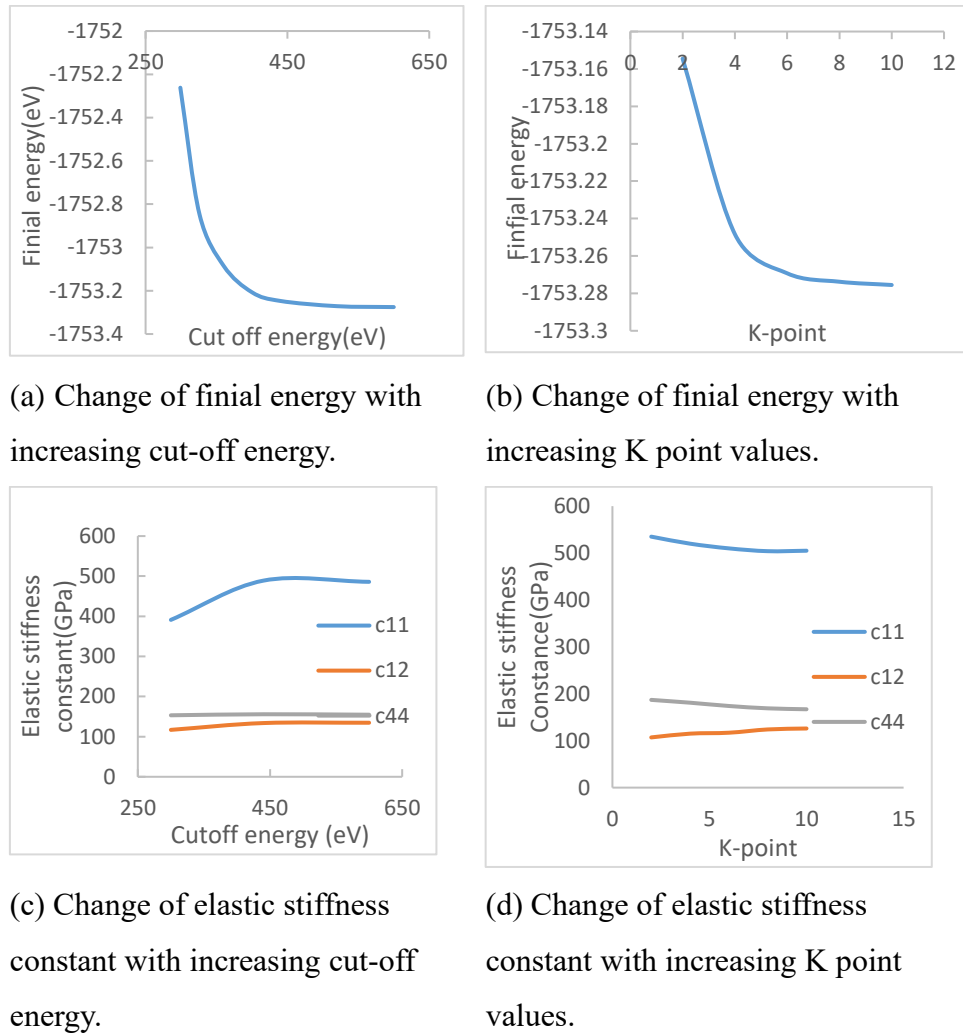 -1752
250
450
650
-1752.2
-1752.4
-1752.6
-1752.8
-1753
-1753.2
-1753.4
Finial energy(eV)
Cut off energy(eV)
-1753.14
0
2
4
6
8
10
12
-1753.16
-1753.18
-1753.2
-1753.22
-1753.24
-1753.26
-1753.28
-1753.3
Finfial energy
K-point
(a) Change of finial energy with
increasing cut-off energy.
(b) Change of finial energy with
increasing K point values.
600
500
400
300
200
100
0
250
450
650
Elastic stiffness
constant(GPa)
Cutoff energy (eV)
c11
c12
c44
600
500
400
300
200
100
0
0
5
10
15
Elastic stiffness
Constance(GPa)
K-point
c11
c12
c44
(c) Change of elastic stiffness
constant with increasing cut-off
energy.
(d) Change of elastic stiffness
constant with increasing K point
values.